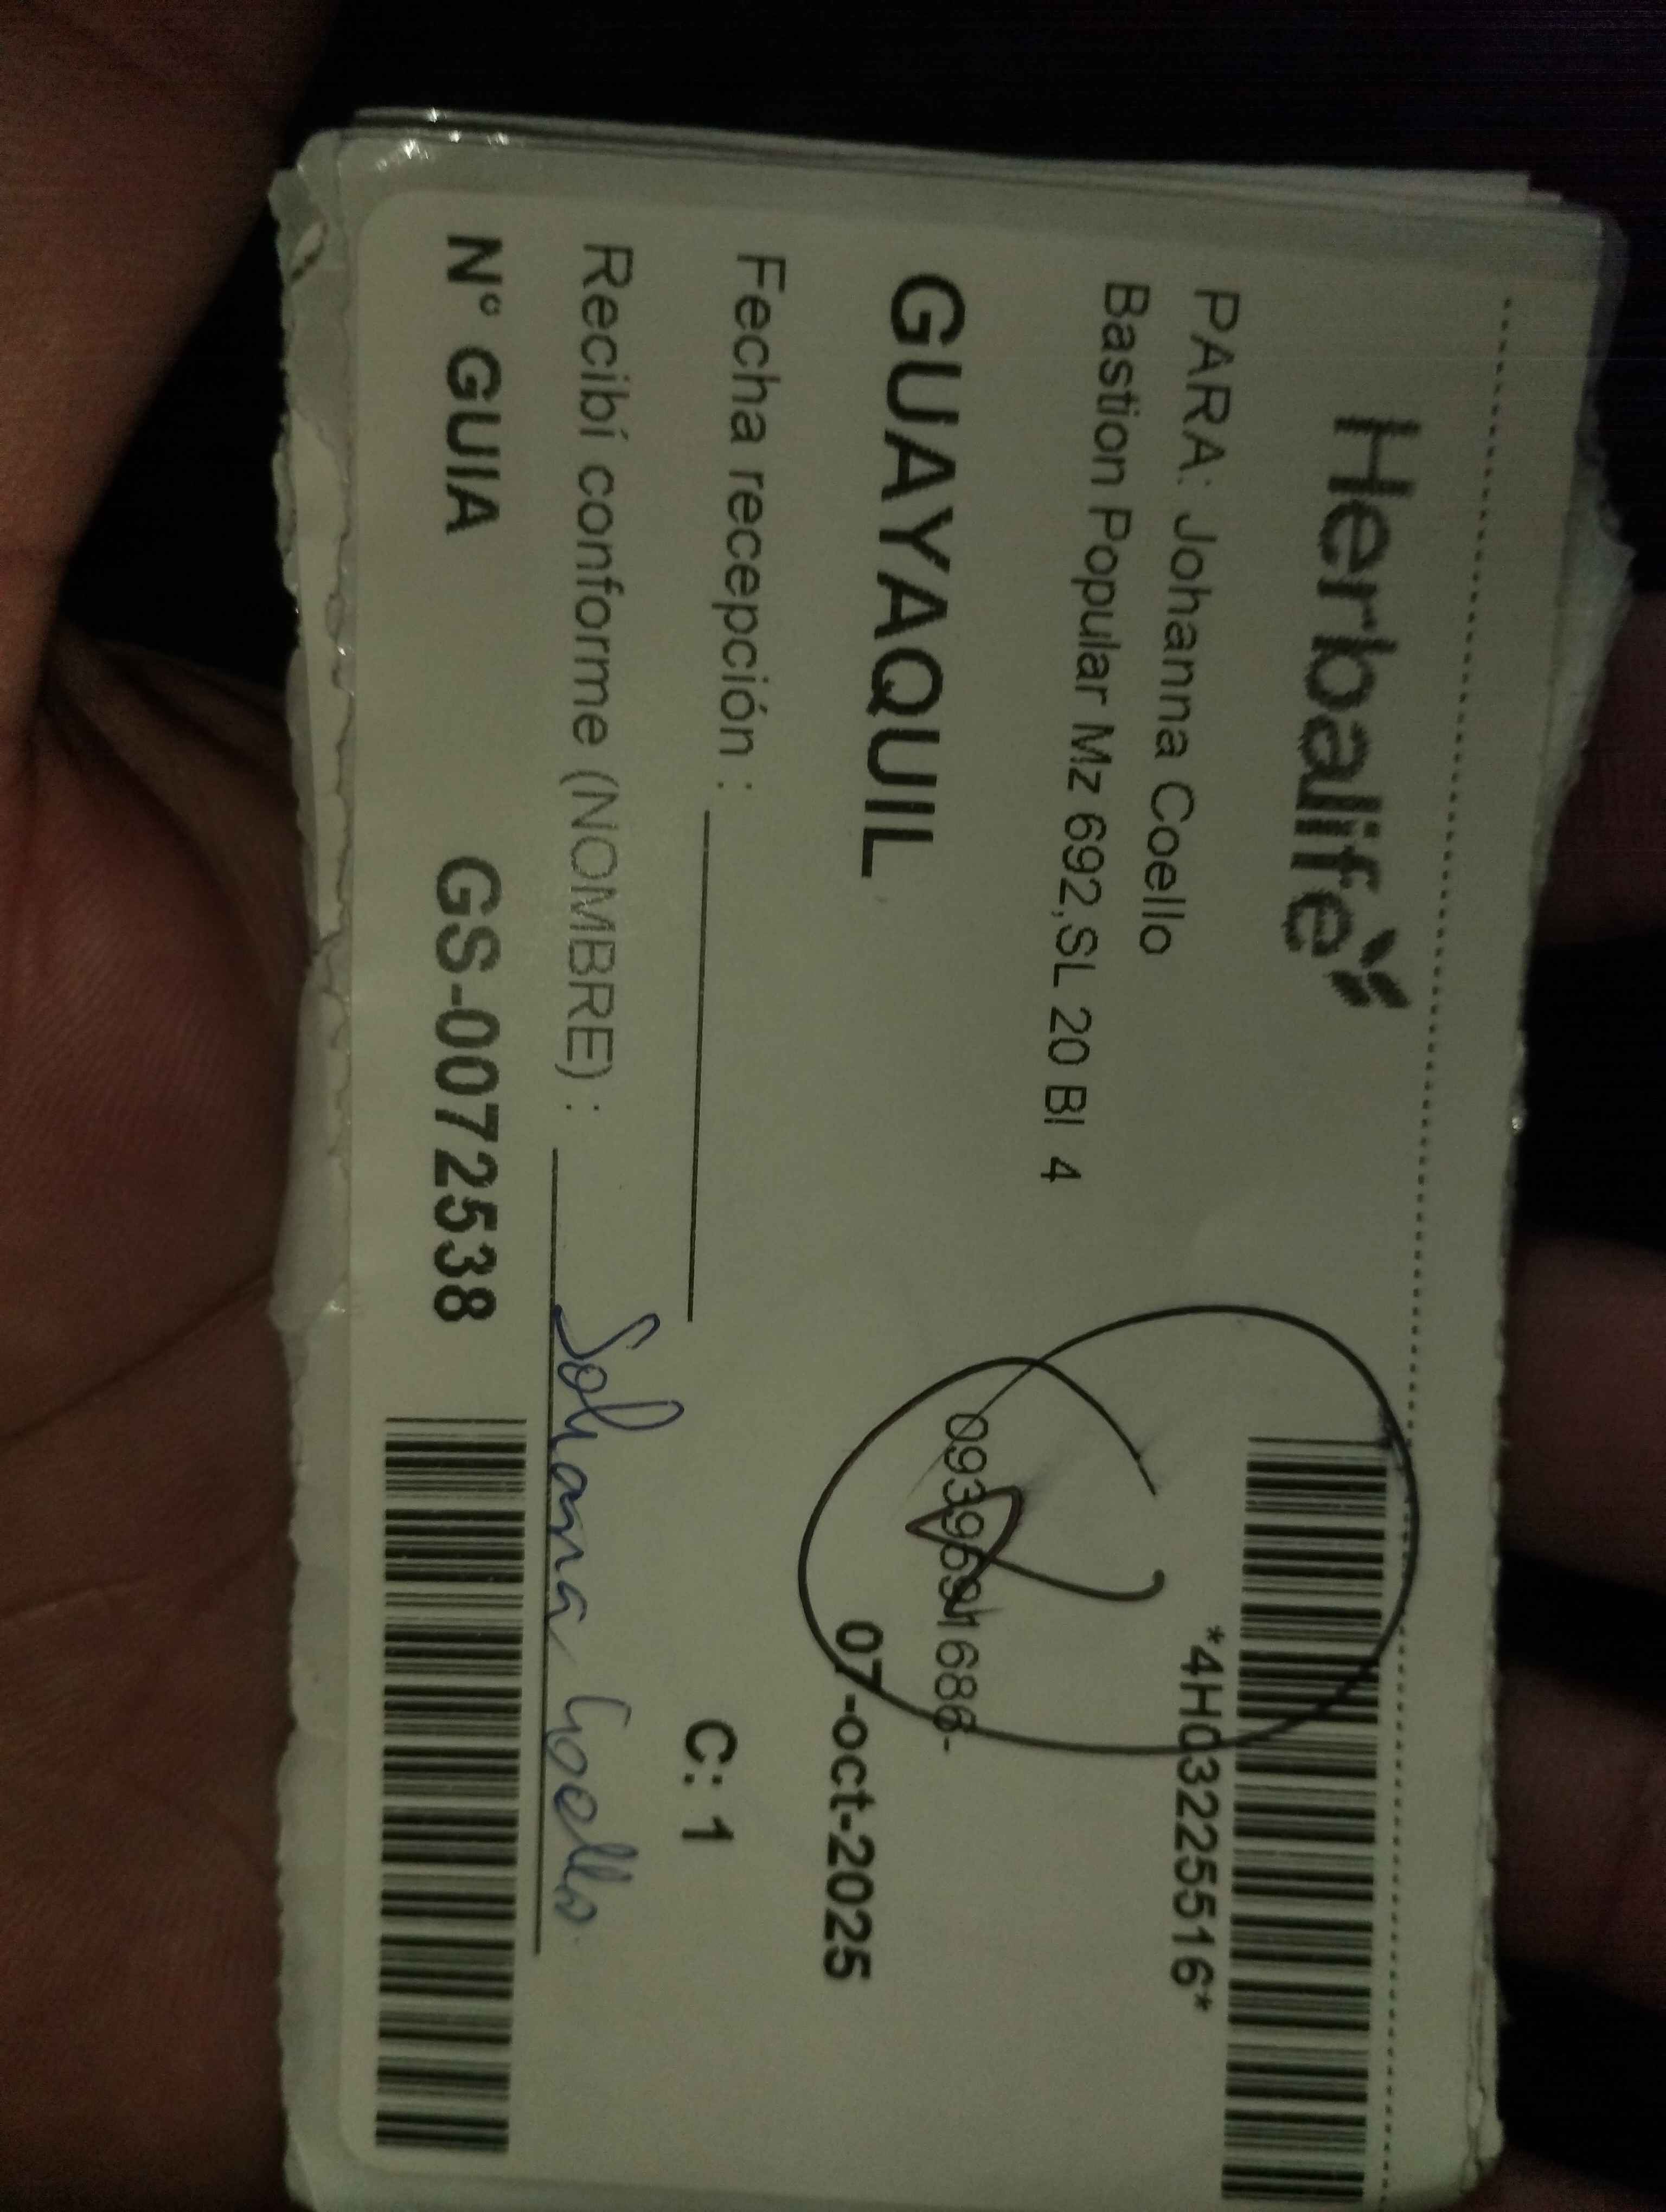 Herbalife
*4H03225516*
PARA: Johanna Coello
Bastion Popular Mz 692,SL 20 Bl 4
GUAYAQUIL
07-oct-2025
Fecha recepción :
C: 1
Recibí conforme (NOMBRE) : Johanna Coello
N° GUIA GS-0072538